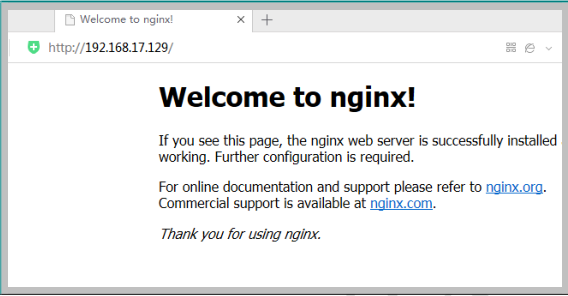 Welcome to nginx!
http://192.168.17.129/
Welcome to nginx!
If you see this page, the nginx web server is successfully installed
working. Further configuration is required.
For online documentation and support please refer to nginx.org.
Commercial support is available at nginx.com.
Thank you for using nginx.